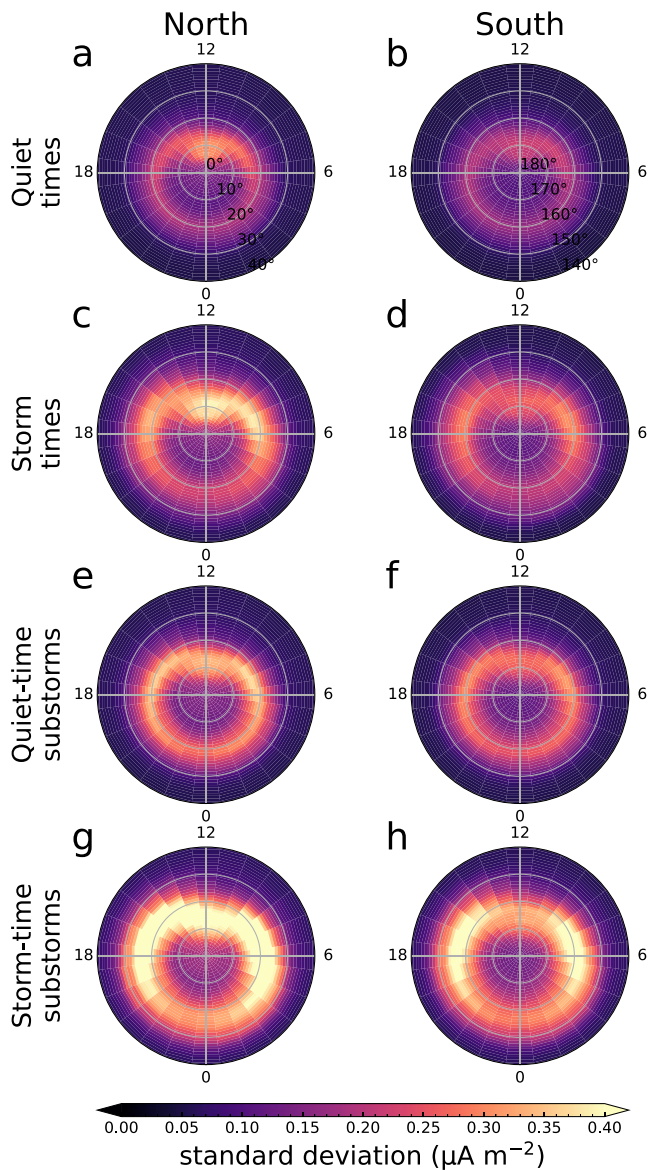 North
South
a
12
b
12
Quiet
times
18
0°
10°
20°
30°
40°
6
0
18
180°
170°
160°
150°
140°
6
0
c
12
d
12
Storm
times
18
6
0
18
6
0
e
12
f
12
Quiet-time
substorms
18
6
0
18
6
0
g
12
h
12
Storm-time
substorms
18
6
0
18
6
0
0.00 0.05 0.10 0.15 0.20 0.25 0.30 0.35 0.40
standard deviation (μA m⁻²)